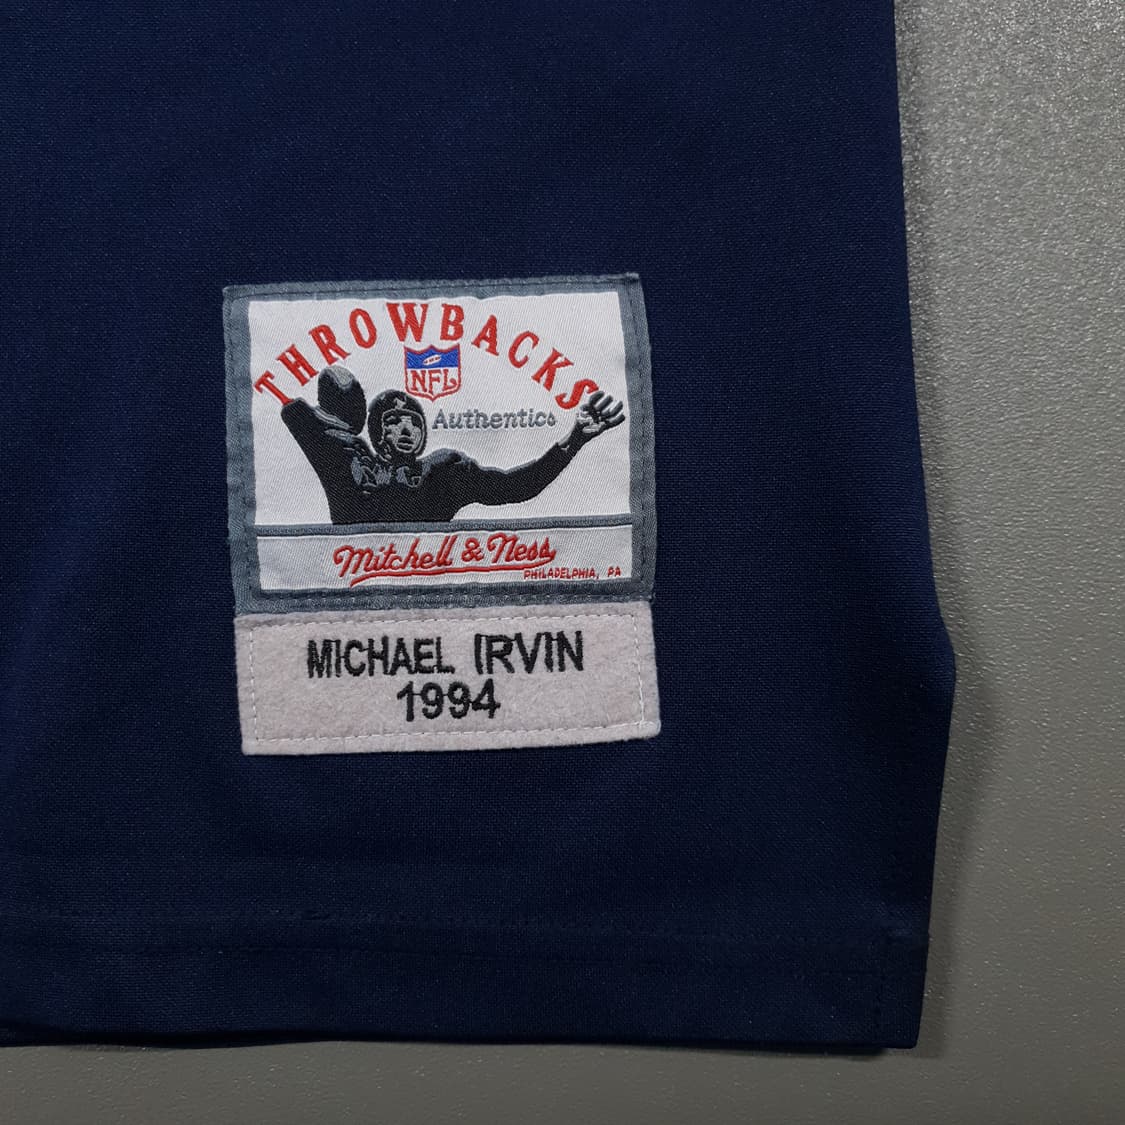 THROWBACKS
NFL
Authentics
Mitchell & Ness
PHILADELPHIA, PA
MICHAEL IRVIN
1994